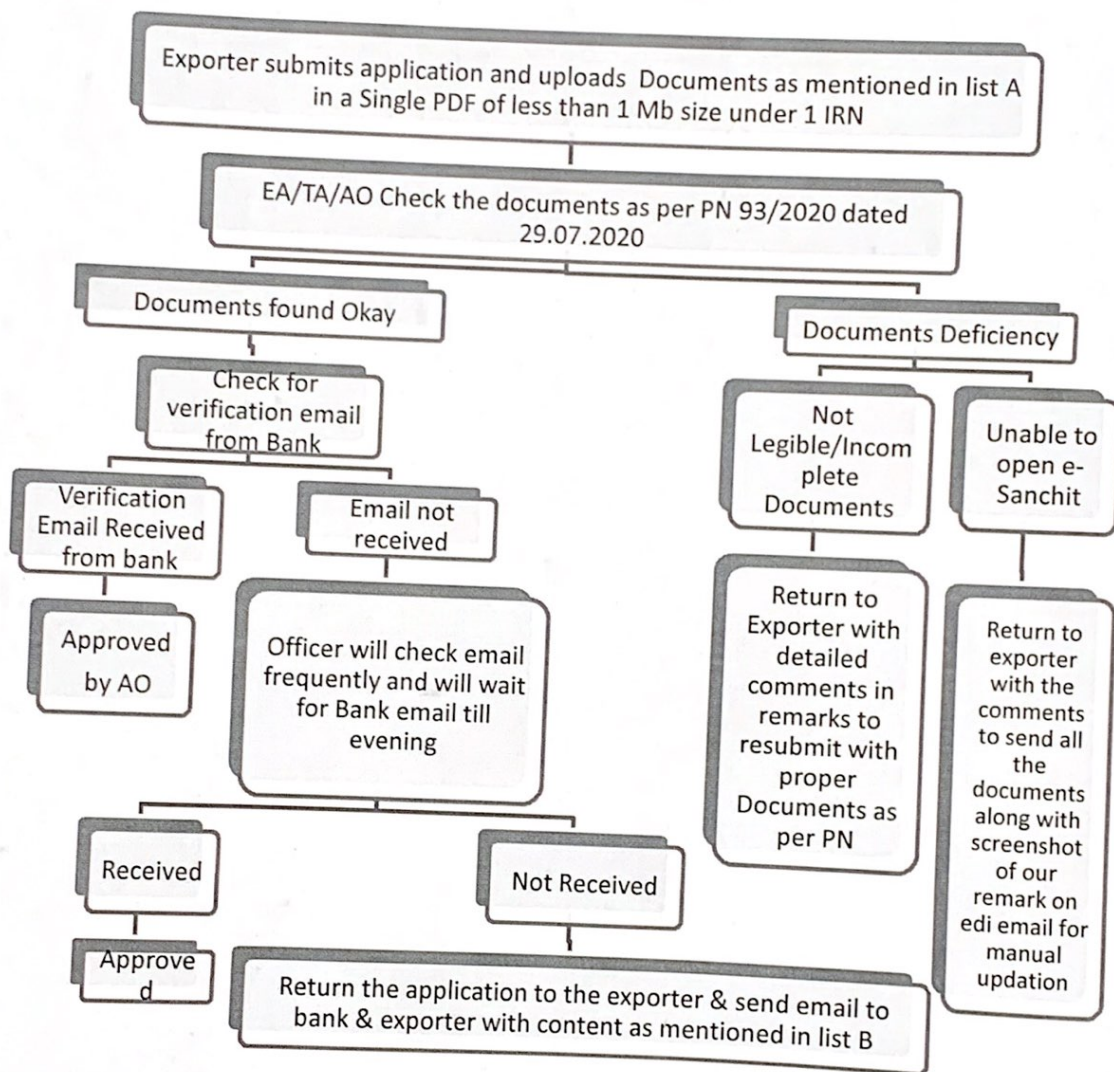 Exporter submits application and uploads Documents as mentioned in list A
in a Single PDF of less than 1 Mb size under 1 IRN
EA/TA/AO Check the documents as per PN 93/2020 dated
29.07.2020
Documents found Okay
Documents Deficiency
Check for
verification email
from Bank
Not
Legible/Incom
plete
Documents
Unable to
open e-
Sanchit
Verification
Email Received
from bank
Email not
received
Approved
by AO
Officer will check email
frequently and will wait
for Bank email till
evening
Return to
Exporter with
detailed
comments in
remarks to
resubmit with
proper
Documents as
per PN
Return to
exporter
with the
comments
to send all
the
documents
along with
screenshot
of our
remark on
edi email for
manual
updation
Received
Not Received
Approve
d
Return the application to the exporter & send email to
bank & exporter with content as mentioned in list B